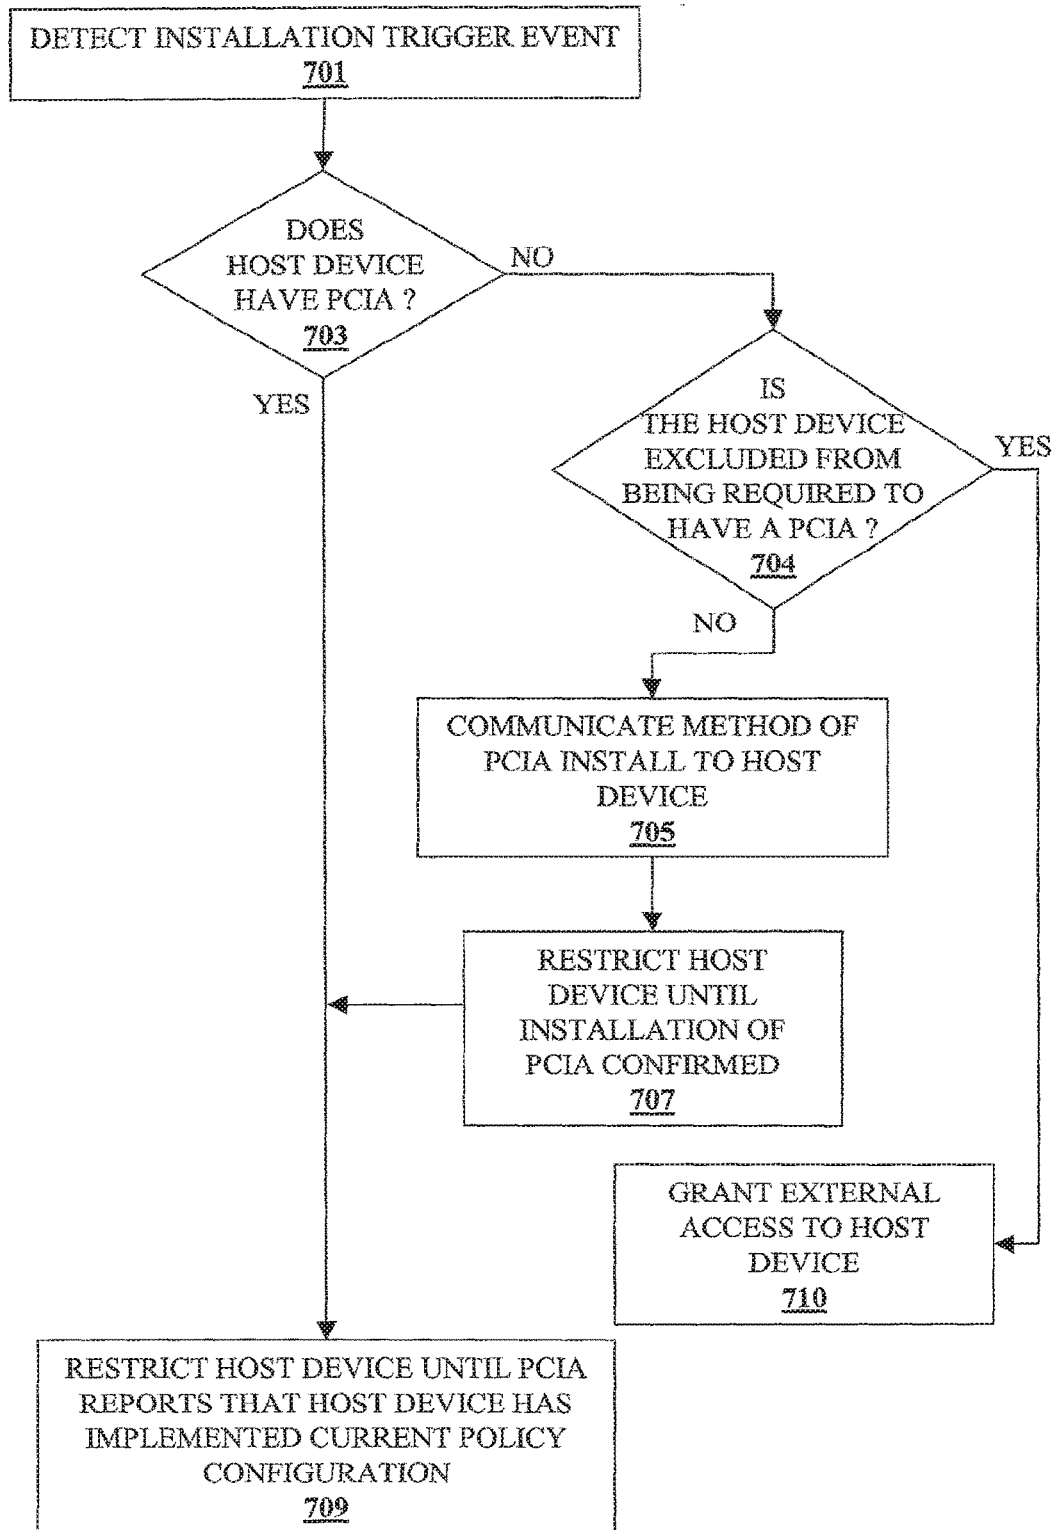 DETECT INSTALLATION TRIGGER EVENT
701
DOES
HOST DEVICE
HAVE PCIA ?
703
NO
YES
IS
THE HOST DEVICE
EXCLUDED FROM
BEING REQUIRED TO
HAVE A PCIA ?
704
YES
NO
COMMUNICATE METHOD OF
PCIA INSTALL TO HOST
DEVICE
705
RESTRICT HOST
DEVICE UNTIL
INSTALLATION OF
PCIA CONFIRMED
707
GRANT EXTERNAL
ACCESS TO HOST
DEVICE
710
RESTRICT HOST DEVICE UNTIL PCIA
REPORTS THAT HOST DEVICE HAS
IMPLEMENTED CURRENT POLICY
CONFIGURATION
709